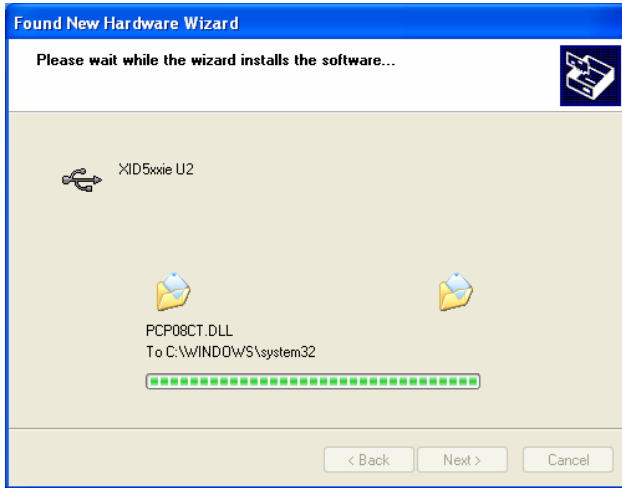 Found New Hardware Wizard
Please wait while the wizard installs the software...
XID5xxie U2
PCP08CT.DLL
To C:\WINDOWS\system32
< Back
Next >
Cancel